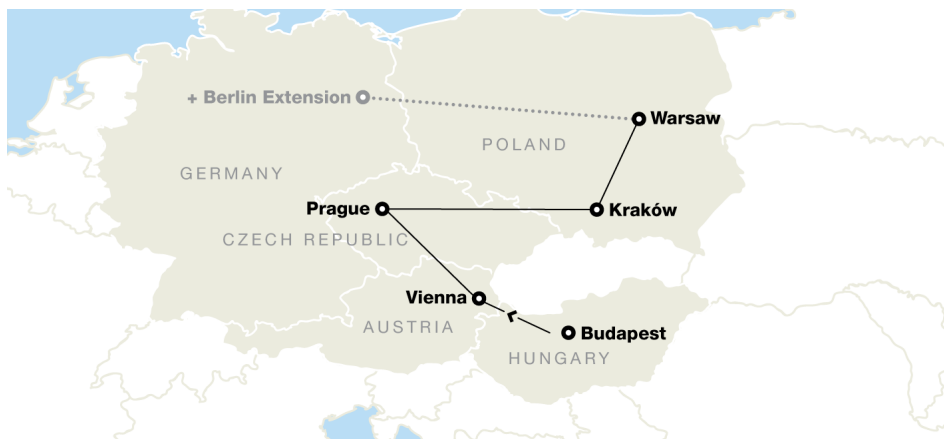 + Berlin Extension
Warsaw
POLAND
GERMANY
Prague
Kraków
CZECH REPUBLIC
Vienna
AUSTRIA
Budapest
HUNGARY